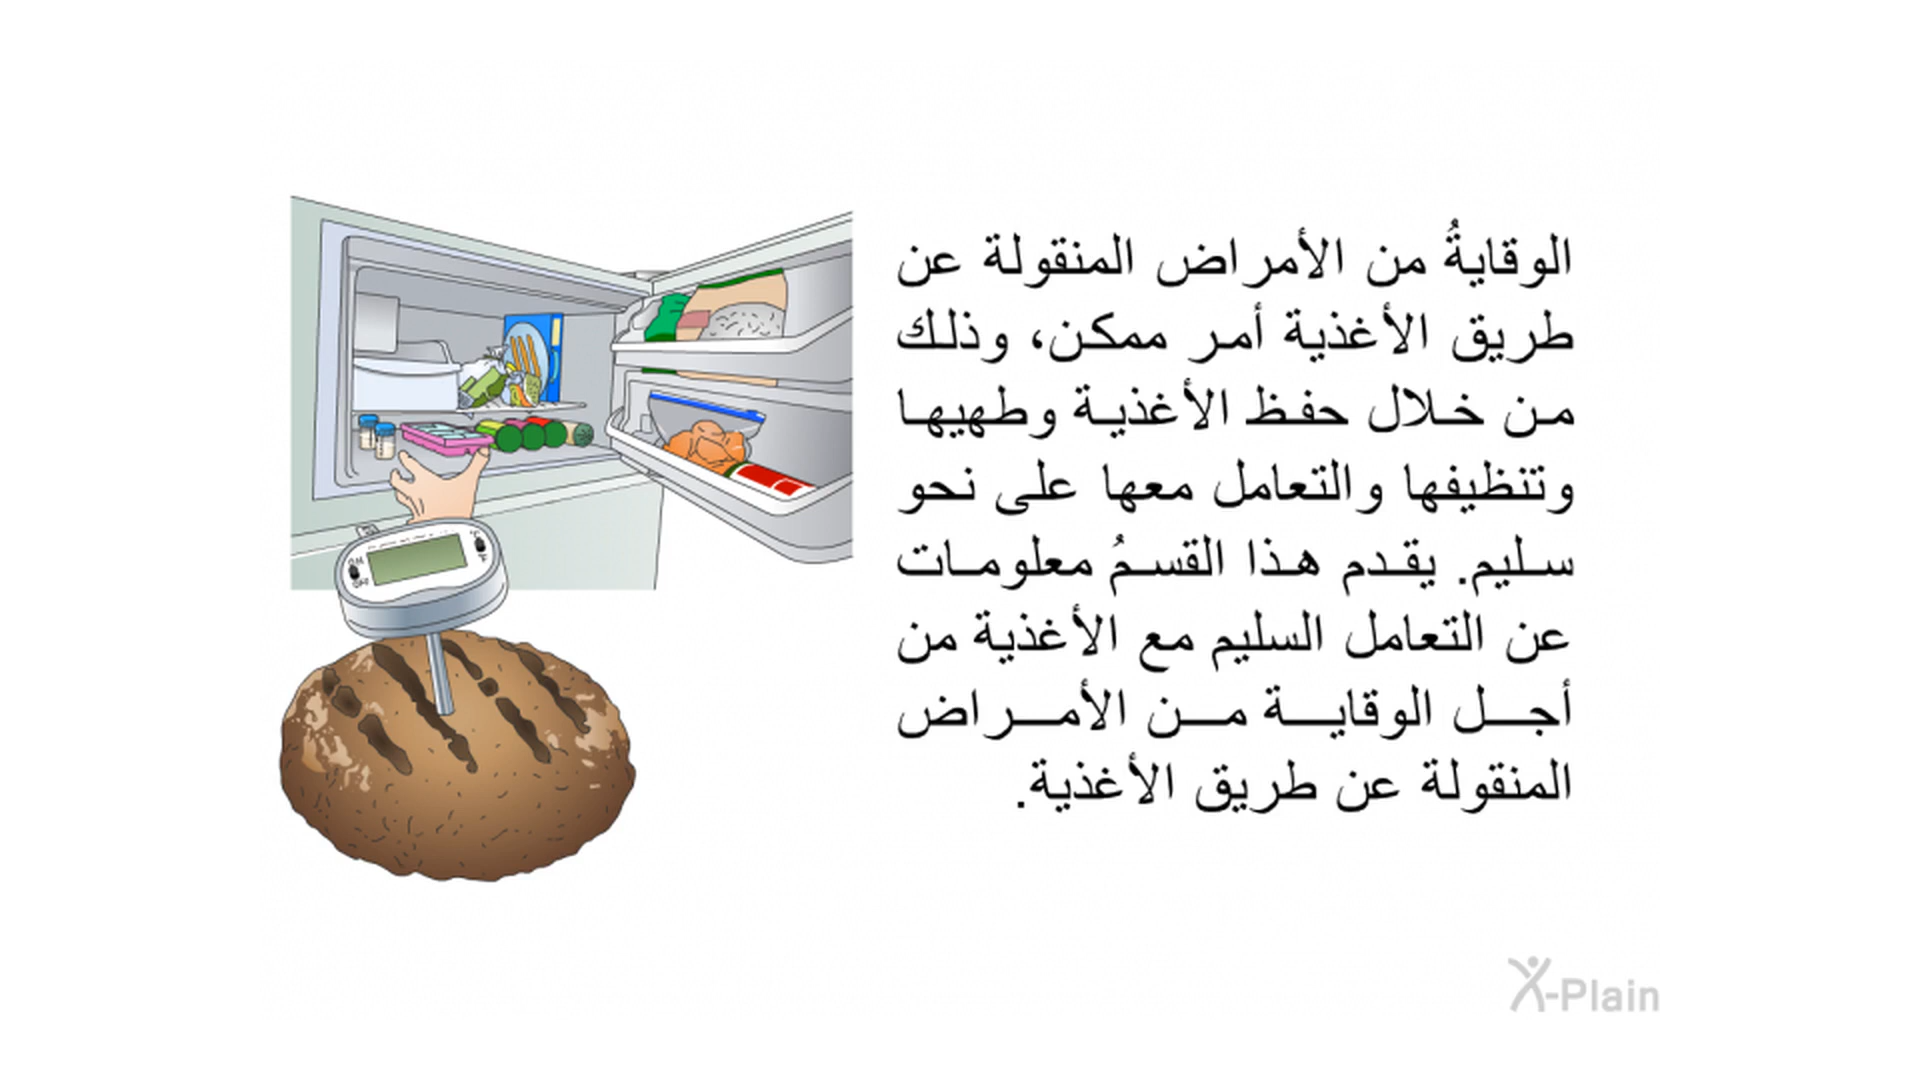 الوقايةُ من الأمراض المنقولة عن
طريق الأغذية أمر ممكن، وذلك
من خلال حفظ الأغذية وطهيها
وتنظيفها والتعامل معها على نحو
سليم. يقدم هذا القسمُ معلومات
عن التعامل السليم مع الأغذية من
أجل الوقاية من الأمراض
المنقولة عن طريق الأغذية.
ON
OFF
°C
°F
X-Plain